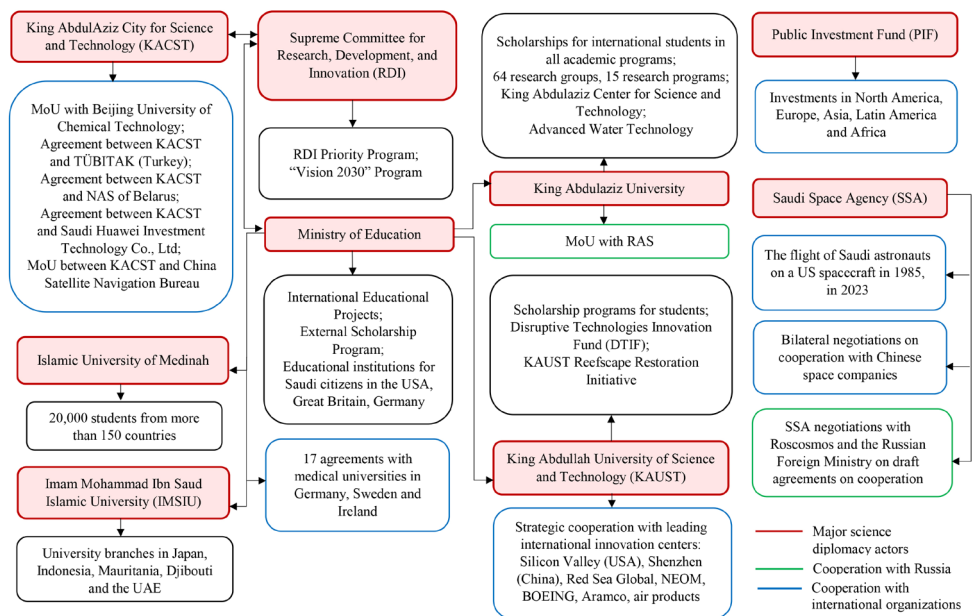 King AbdulAziz City for Science
and Technology (KACST)
MoU with Beijing University of
Chemical Technology;
Agreement between KACST
and TÜBITAK (Turkey);
Agreement between KACST
and NAS of Belarus;
Agreement between KACST
and Saudi Huawei Investment
Technology Co., Ltd;
MoU between KACST and China
Satellite Navigation Bureau
Islamic University of Medinah
20,000 students from more
than 150 countries
Imam Mohammad Ibn Saud
Islamic University (IMSIU)
University branches in Japan,
Indonesia, Mauritania, Djibouti
and the UAE
Supreme Committee for
Research, Development, and
Innovation (RDI)
RDI Priority Program;
“Vision 2030” Program
Ministry of Education
International Educational
Projects;
External Scholarship
Program;
Educational institutions for
Saudi citizens in the USA,
Great Britain, Germany
17 agreements with
medical universities in
Germany, Sweden and
Ireland
Scholarships for international students in
all academic programs;
64 research groups, 15 research programs;
King Abdulaziz Center for Science and
Technology;
Advanced Water Technology
King Abdulaziz University
MoU with RAS
Scholarship programs for students;
Disruptive Technologies Innovation
Fund (DTIF);
KAUST Reefscape Restoration
Initiative
King Abdullah University of Science
and Technology (KAUST)
Strategic cooperation with leading
international innovation centers:
Silicon Valley (USA), Shenzhen
(China), Red Sea Global, NEOM,
BOEING, Aramco, air products
Public Investment Fund (PIF)
Investments in North America,
Europe, Asia, Latin America
and Africa
Saudi Space Agency (SSA)
The flight of Saudi astronauts
on a US spacecraft in 1985,
in 2023
Bilateral negotiations on
cooperation with Chinese
space companies
SSA negotiations with
Roscosmos and the Russian
Foreign Ministry on draft
agreements on cooperation
Major science
diplomacy actors
Cooperation with Russia
Cooperation with
international organizations